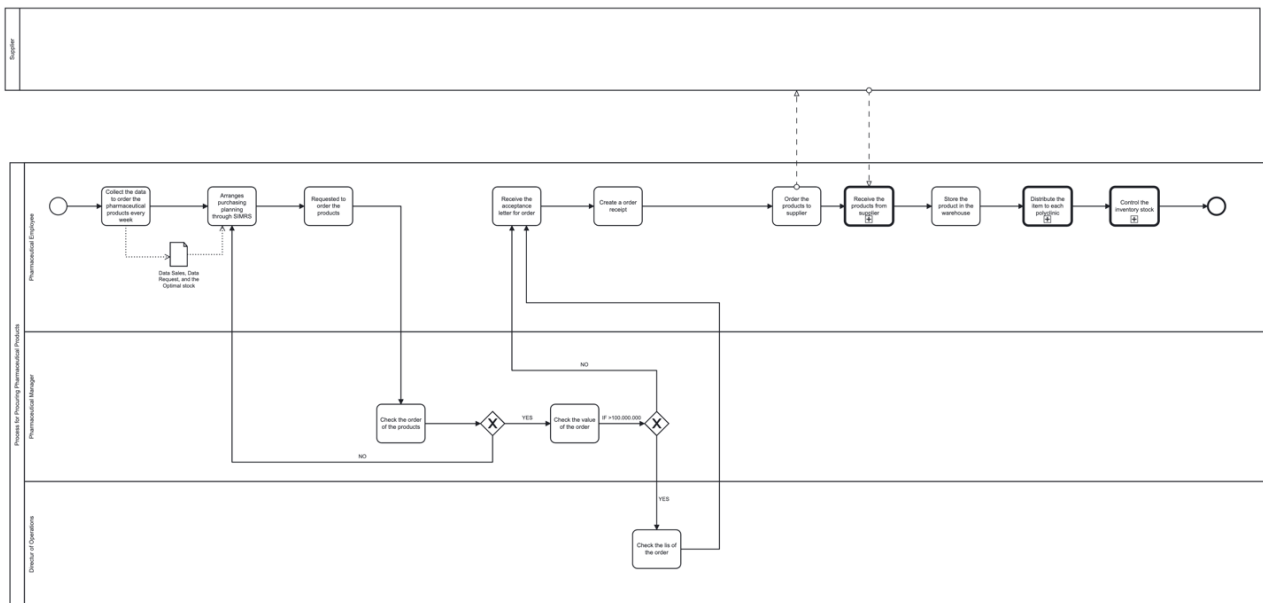 Supplier
Process for Procuring Pharmaceutical Products
Pharmaceutical Employee
Collect the data
to order the
pharmaceutical
products every
week
Arranges
purchasing
planning
through SIMRS
Requested to
order the
products
Receive the
acceptance
letter for order
Create a order
receipt
Order the
products to
supplier
Receive the
products from
supplier
Store the
product in the
warehouse
Distribute the
item to each
polyclinic
Control the
inventory stock
Data Sales, Data
Request, and the
Optimal stock
Pharmaceutical Manager
NO
Check the order
of the products
X
YES
Check the value
of the order
IF >100.000.000
X
NO
YES
Directur of Operations
Check the lis of
the order